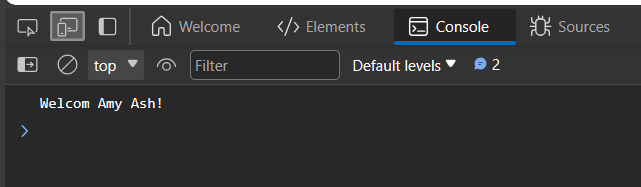 Welcome Elements Console Sources
top Filter Default levels 2
Welcom Amy Ash!